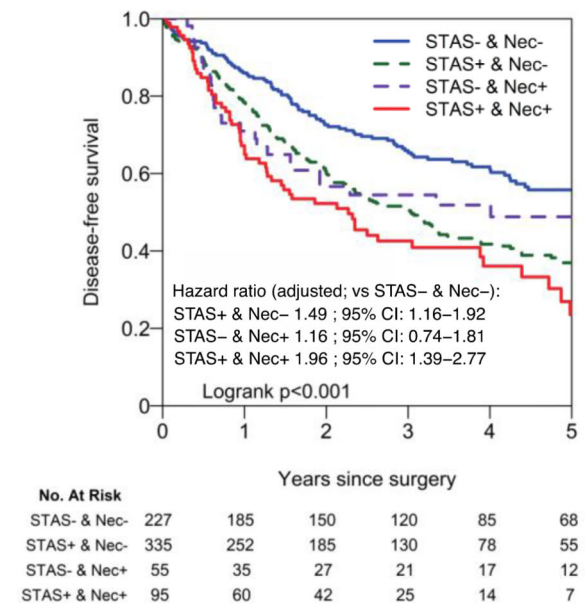 1.0
STAS- & Nec-
STAS+ & Nec-
STAS- & Nec+
STAS+ & Nec+
0.8
0.6
0.4
0.2
0
Disease-free survival
Hazard ratio (adjusted; vs STAS− & Nec−):
STAS+ & Nec− 1.49 ; 95% CI: 1.16–1.92
STAS− & Nec+ 1.16 ; 95% CI: 0.74–1.81
STAS+ & Nec+ 1.96 ; 95% CI: 1.39–2.77
Logrank p<0.001
0 1 2 3 4 5
Years since surgery
No. At Risk
STAS- & Nec- 227 185 150 120 85 68
STAS+ & Nec- 335 252 185 130 78 55
STAS- & Nec+ 55 35 27 21 17 12
STAS+ & Nec+ 95 60 42 25 14 7